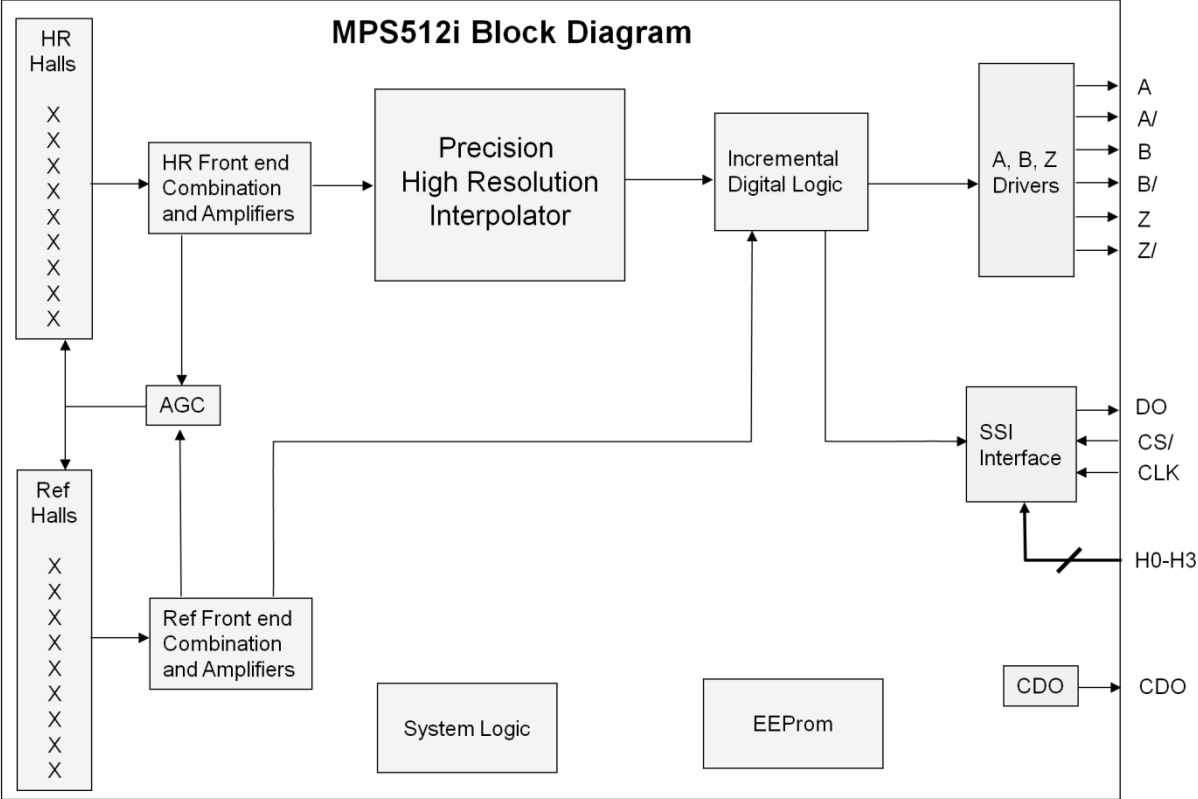 MPS512i Block Diagram
HR
Halls
X
X
X
X
X
X
X
X
X
HR Front end
Combination
and Amplifiers
Precision
High Resolution
Interpolator
Incremental
Digital Logic
A, B, Z
Drivers
A
A/
B
B/
Z
Z/
AGC
SSI
Interface
DO
CS/
CLK
H0-H3
Ref
Halls
X
X
X
X
X
X
X
X
X
Ref Front end
Combination
and Amplifiers
System Logic
EEProm
CDO
CDO